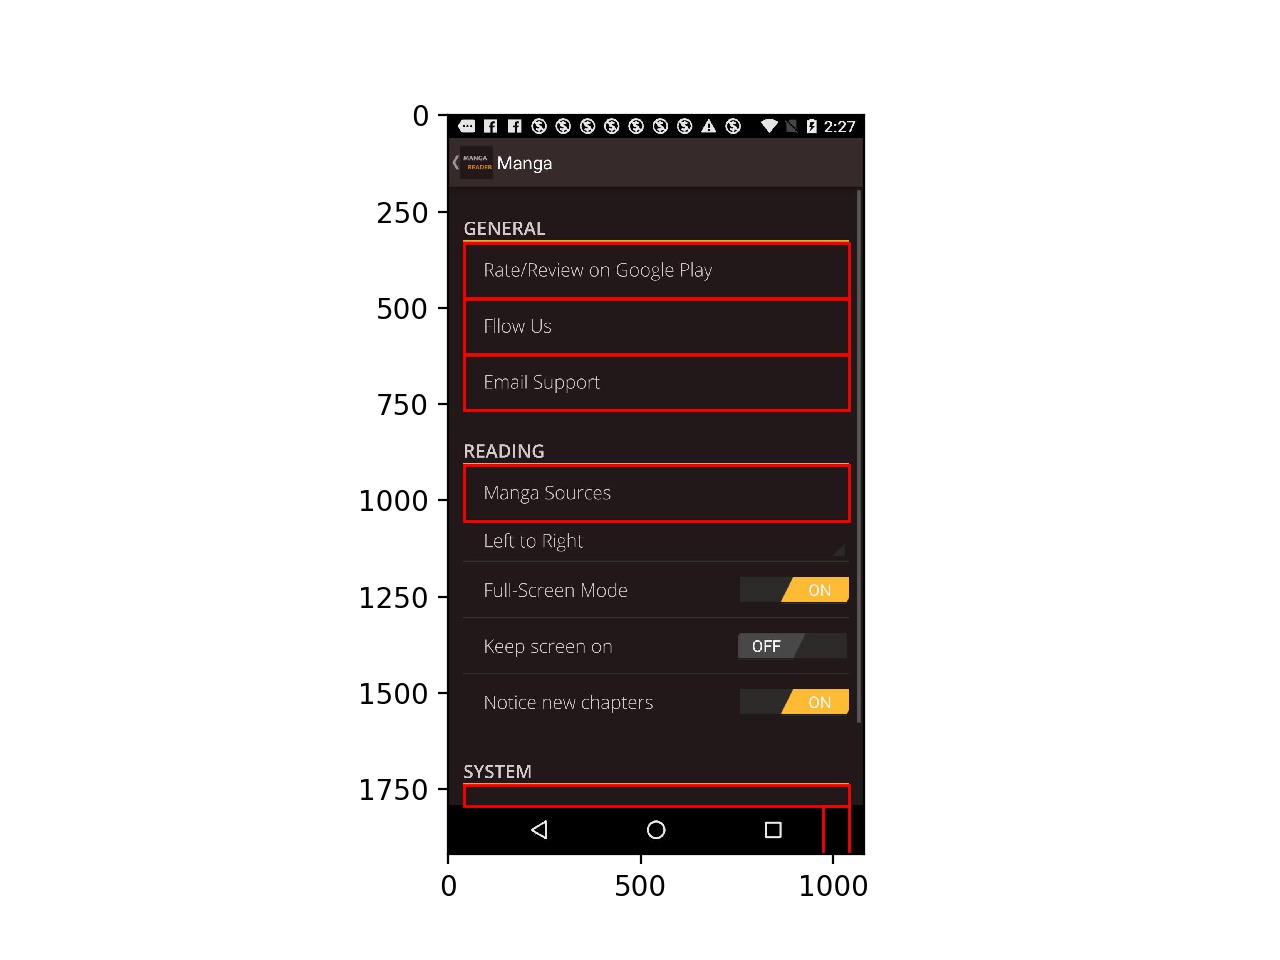 0
2:27
MANGA
READER
Manga
250
GENERAL
Rate/Review on Google Play
500
Fllow Us
750
Email Support
READING
1000
Manga Sources
Left to Right
1250
Full-Screen Mode
ON
Keep screen on
OFF
1500
Notice new chapters
ON
SYSTEM
1750
0
500
1000